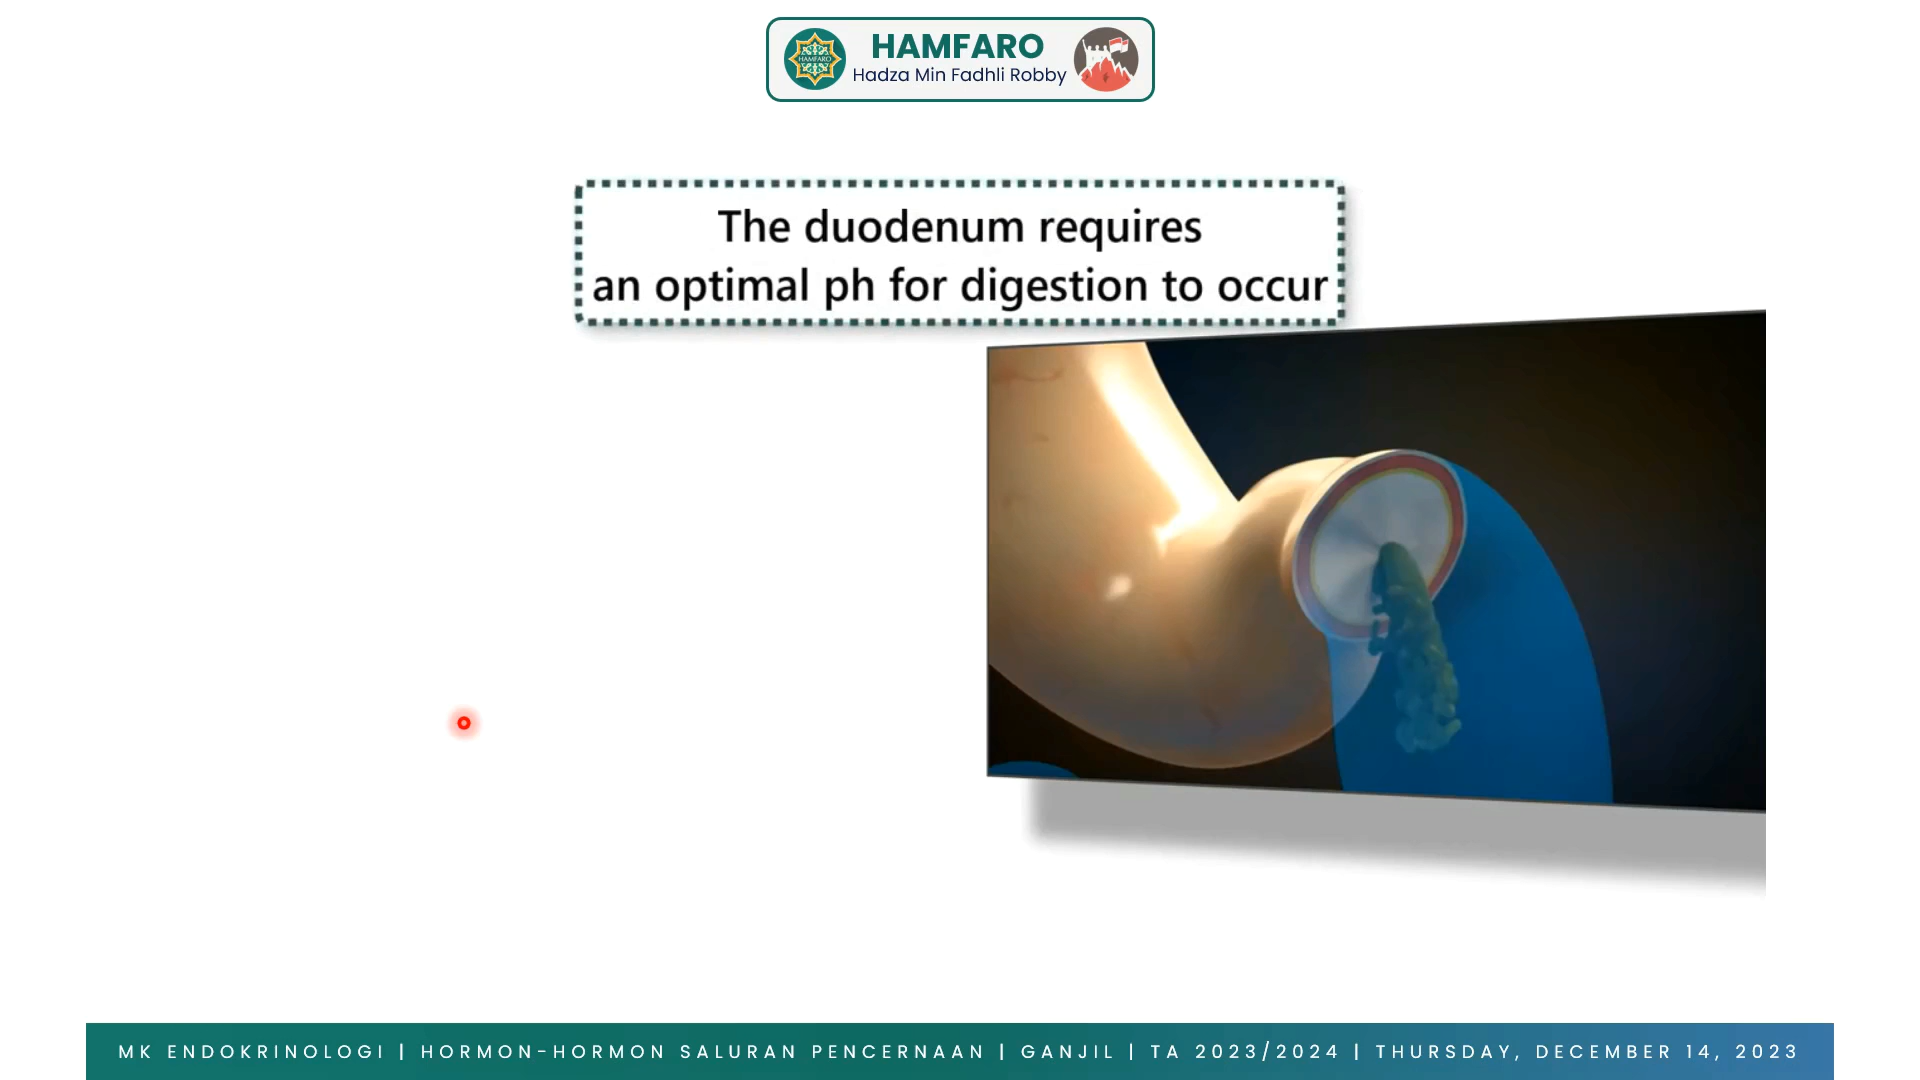 HAMFARO
HAMFARO
Hadza Min Fadhli Robby
The duodenum requires
an optimal ph for digestion to occur
MK ENDOKRINOLOGI | HORMON-HORMON SALURAN PENCERNAAN | GANJIL | TA 2023/2024 | THURSDAY, DECEMBER 14, 2023